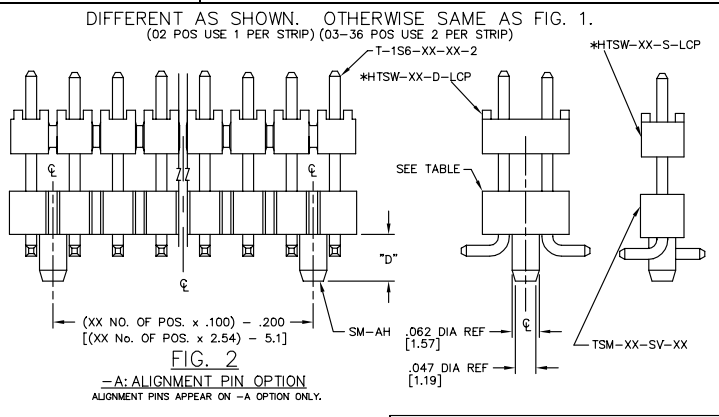 DIFFERENT AS SHOWN. OTHERWISE SAME AS FIG. 1.
(02 POS USE 1 PER STRIP) (03-36 POS USE 2 PER STRIP)
T-1S6-XX-XX-2
*HTSW-XX-S-LCP
*HTSW-XX-D-LCP
℄
ZZ
℄
SEE TABLE
"D"
℄
(XX NO. OF POS. x .100) - .200
[(XX No. OF POS. x 2.54) - 5.1]
SM-AH
.062 DIA REF
[1.57]
℄
TSM-XX-SV-XX
FIG. 2
.047 DIA REF
[1.19]
-A: ALIGNMENT PIN OPTION
ALIGNMENT PINS APPEAR ON -A OPTION ONLY.